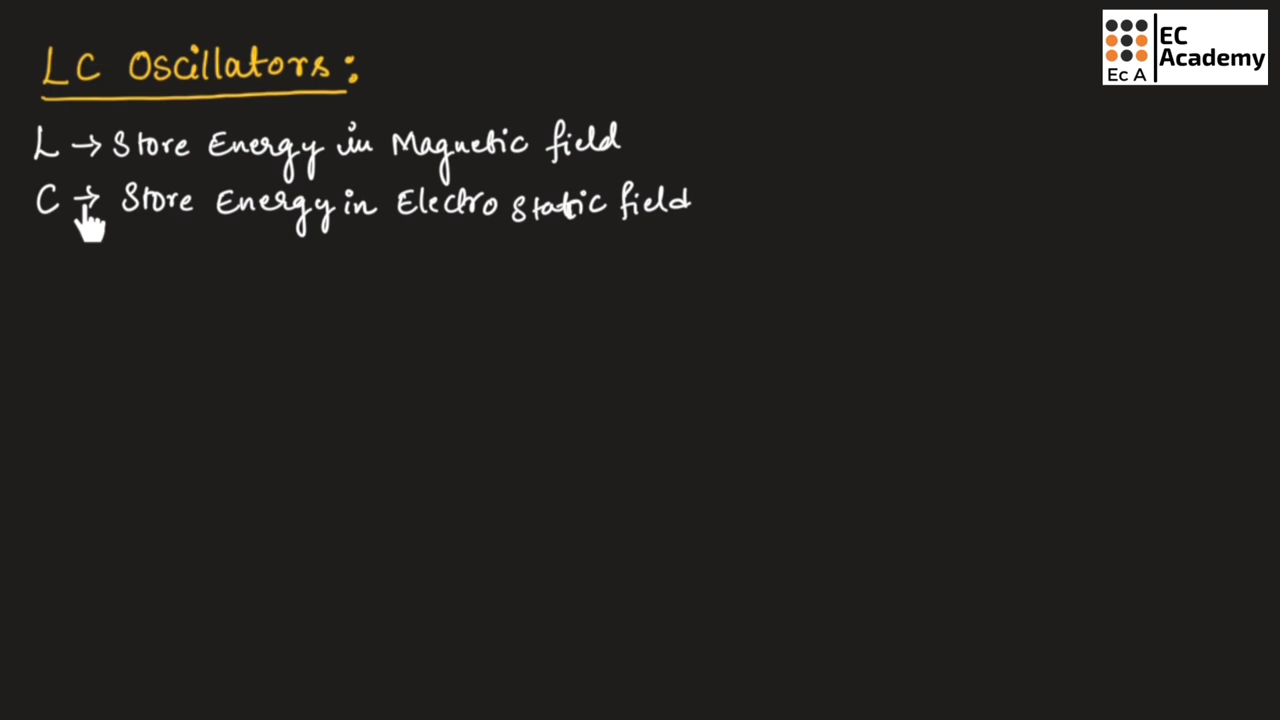 LC Oscillators:
L → Store Energy in Magnetic field
C → Store Energy in Electro static field
EC
Academy
Ec A